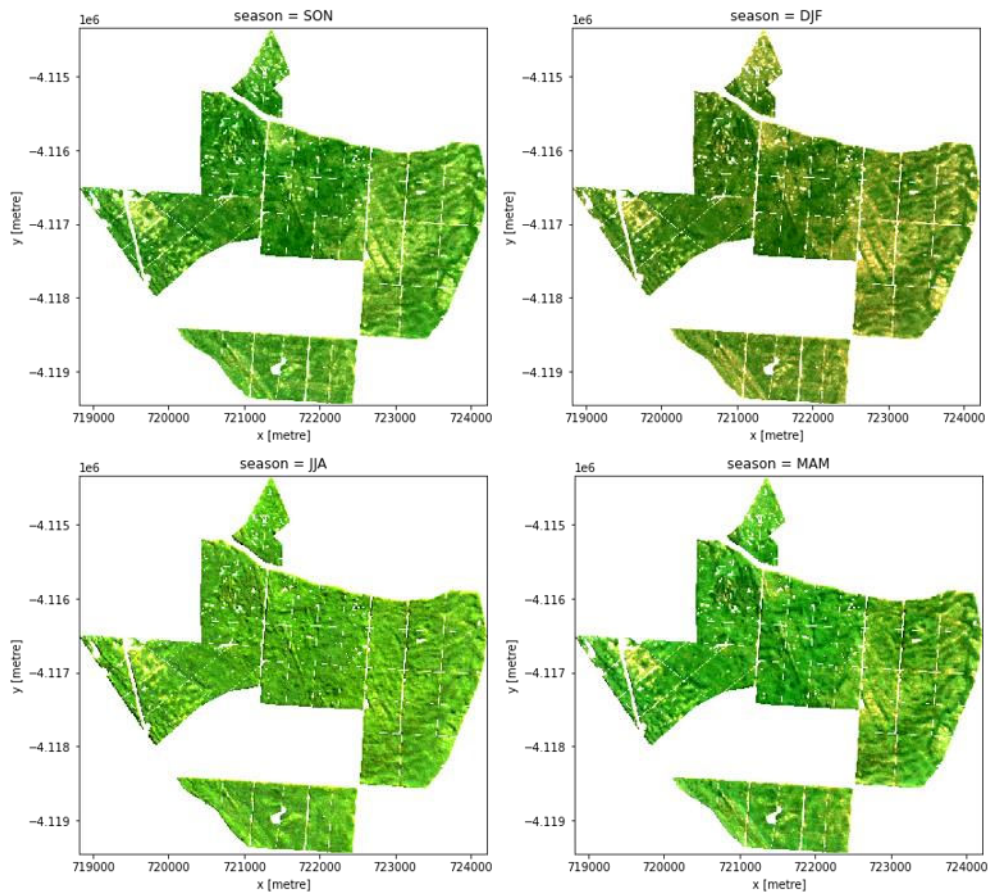 season = SON
1e6
y [metre]
−4.115
−4.116
−4.117
−4.118
−4.119
719000 720000 721000 722000 723000 724000
x [metre]
season = DJF
1e6
y [metre]
−4.115
−4.116
−4.117
−4.118
−4.119
719000 720000 721000 722000 723000 724000
x [metre]
season = JJA
1e6
y [metre]
−4.115
−4.116
−4.117
−4.118
−4.119
719000 720000 721000 722000 723000 724000
x [metre]
season = MAM
1e6
y [metre]
−4.115
−4.116
−4.117
−4.118
−4.119
719000 720000 721000 722000 723000 724000
x [metre]